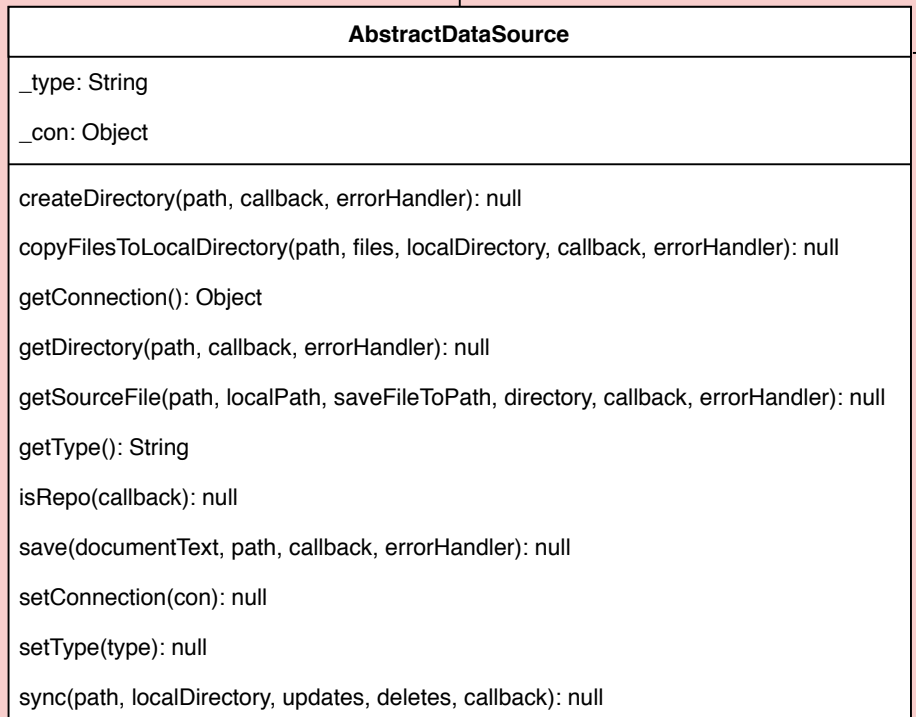 AbstractDataSource
_type: String
_con: Object
createDirectory(path, callback, errorHandler): null
copyFilesToLocalDirectory(path, files, localDirectory, callback, errorHandler): null
getConnection(): Object
getDirectory(path, callback, errorHandler): null
getSourceFile(path, localPath, saveFileToPath, directory, callback, errorHandler): null
getType(): String
isRepo(callback): null
save(documentText, path, callback, errorHandler): null
setConnection(con): null
setType(type): null
sync(path, localDirectory, updates, deletes, callback): null